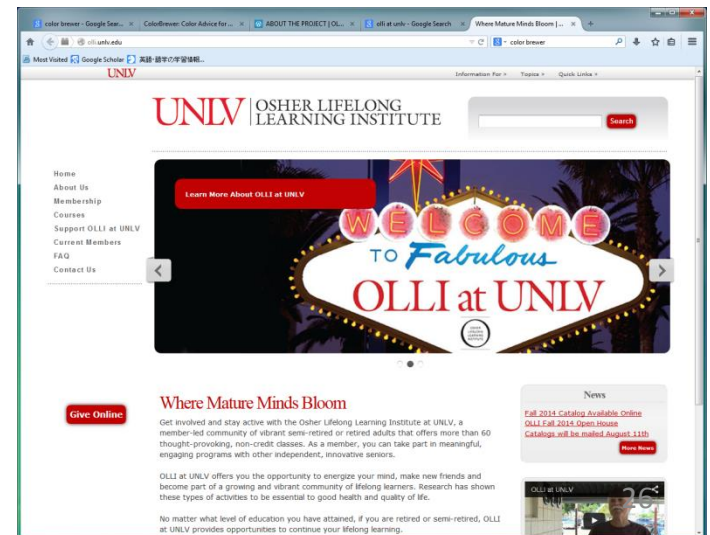 color brewer - Google Sear...
ColorBrewer: Color Advice for ...
ABOUT THE PROJECT | OL...
olli at unlv - Google Search
Where Mature Minds Bloom | ...
olli.unlv.edu
color brewer
Most Visited
Google Scholar
英語-語学の学習情報...
UNLV
Information For
Topics
Quick Links
UNLV OSHER LIFELONG
LEARNING INSTITUTE
Search
Home
About Us
Membership
Courses
Support OLLI at UNLV
Current Members
FAQ
Contact Us
Learn More About OLLI at UNLV
WELCOME
TO Fabulous
OLLI at UNLV
OSHER
LIFELONG
LEARNING
INSTITUTE
Give Online
Where Mature Minds Bloom
Get involved and stay active with the Osher Lifelong Learning Institute at UNLV, a
member-led community of vibrant semi-retired or retired adults that offers more than 60
thought-provoking, non-credit classes. As a member, you can take part in meaningful,
engaging programs with other independent, innovative seniors.
OLLI at UNLV offers you the opportunity to energize your mind, make new friends and
become part of a growing and vibrant community of lifelong learners. Research has shown
these types of activities to be essential to good health and quality of life.
No matter what level of education you have attained, if you are retired or semi-retired, OLLI
at UNLV provides opportunities to continue your lifelong learning.
News
Fall 2014 Catalog Available Online
OLLI Fall 2014 Open House
Catalogs will be mailed August 11th
More News
OLLI at UNLV
26